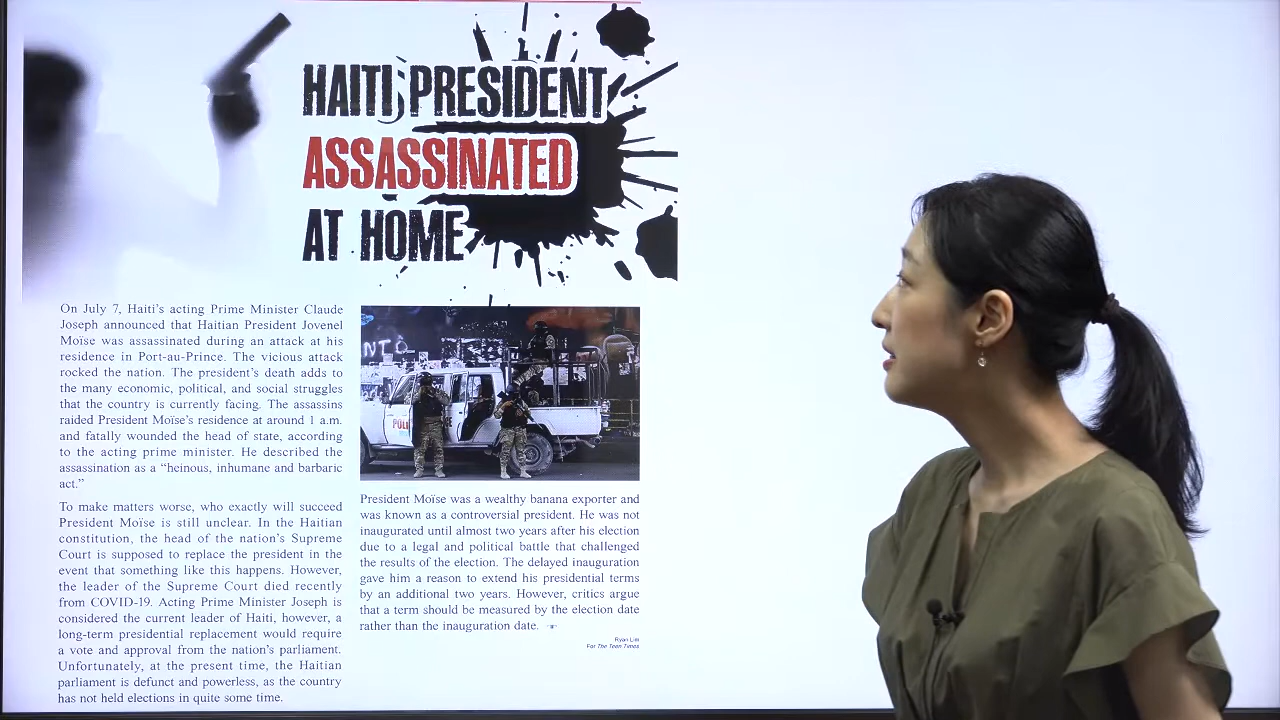 HAITI PRESIDENT
ASSASSINATED
AT HOME
On July 7, Haiti's acting Prime Minister Claude
Joseph announced that Haitian President Jovenel
Moïse was assassinated during an attack at his
residence in Port-au-Prince. The vicious attack
rocked the nation. The president's death adds to
the many economic, political, and social struggles
that the country is currently facing. The assassins
raided President Moïse's residence at around 1 a.m.
and fatally wounded the head of state, according
to the acting prime minister. He described the
assassination as a “heinous, inhumane and barbaric
act.”
To make matters worse, who exactly will succeed
President Moïse is still unclear. In the Haitian
constitution, the head of the nation's Supreme
Court is supposed to replace the president in the
event that something like this happens. However,
the leader of the Supreme Court died recently
from COVID-19. Acting Prime Minister Joseph is
considered the current leader of Haiti, however, a
long-term presidential replacement would require
a vote and approval from the nation's parliament.
Unfortunately, at the present time, the Haitian
parliament is defunct and powerless, as the country
has not held elections in quite some time.
POLI
President Moïse was a wealthy banana exporter and
was known as a controversial president. He was not
inaugurated until almost two years after his election
due to a legal and political battle that challenged
the results of the election. The delayed inauguration
gave him a reason to extend his presidential terms
by an additional two years. However, critics argue
that a term should be measured by the election date
rather than the inauguration date.
Ryan Lim
For The Teen Times